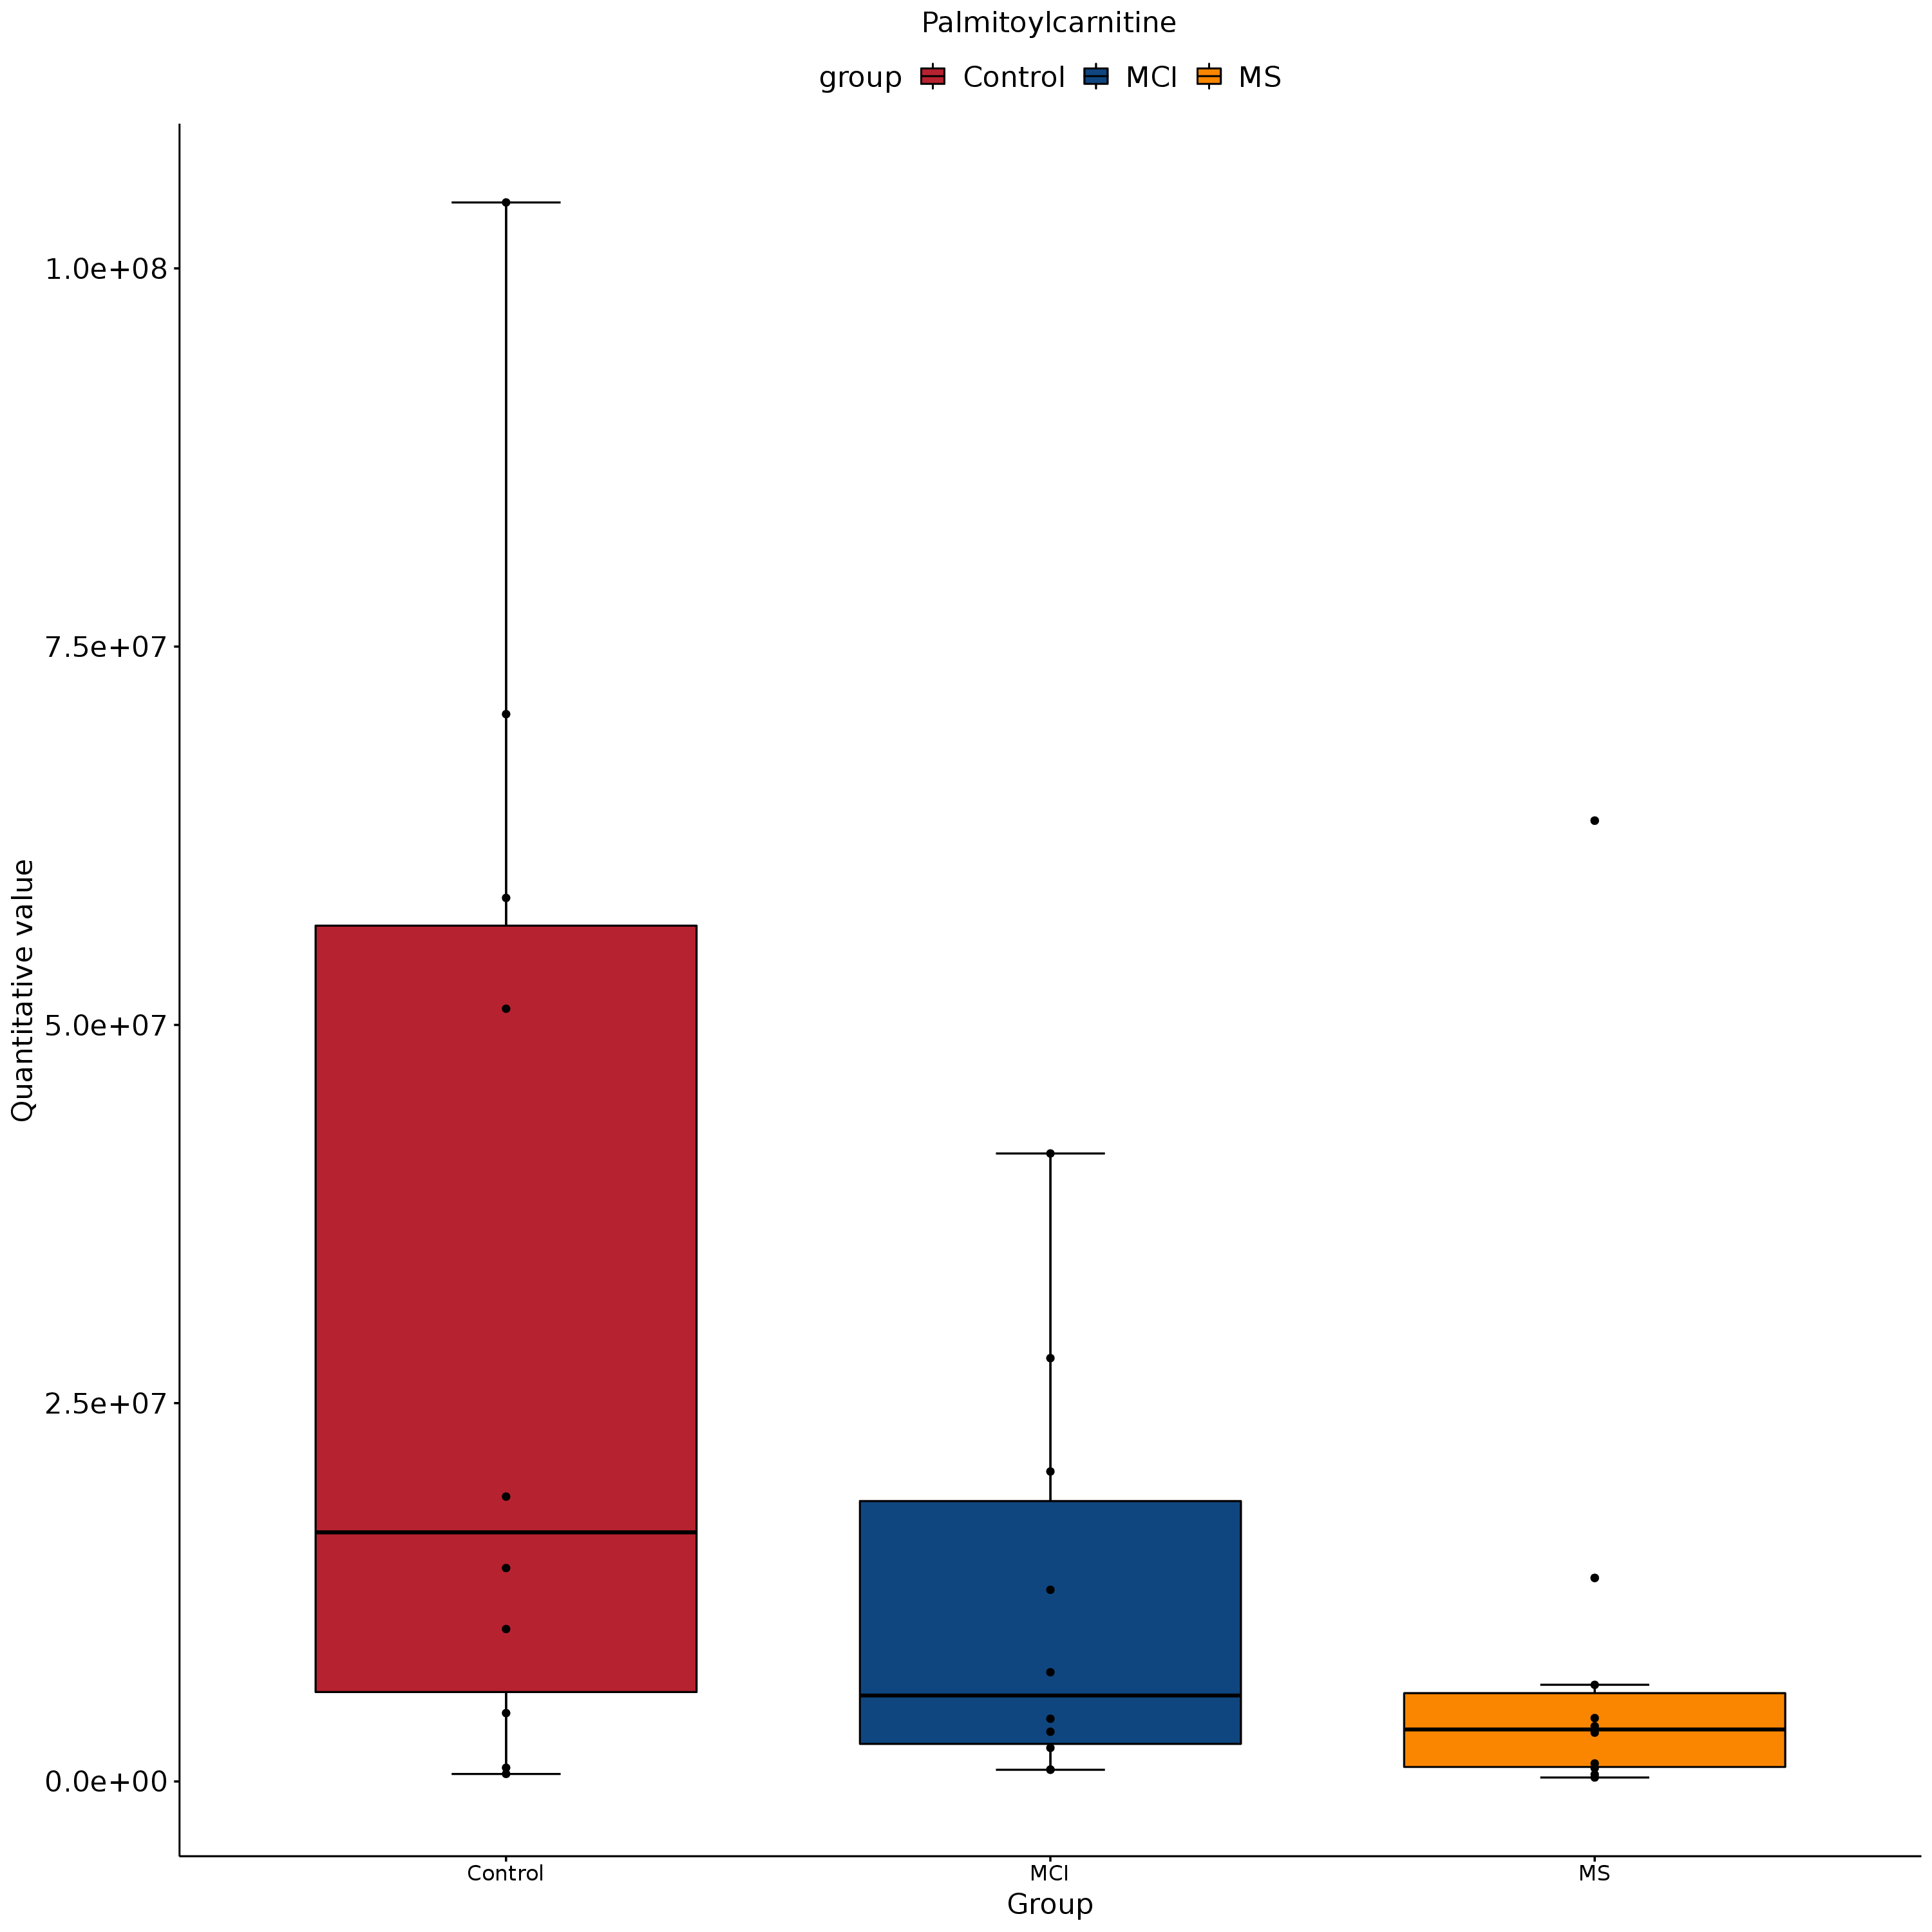 Palmitoylcarnitine
group Control MCI MS
1.0e+08
7.5e+07
5.0e+07
2.5e+07
0.0e+00
Quantitative value
Control MCI MS
Group